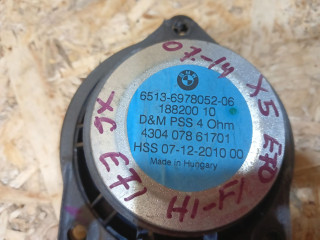 BMW
07-14 X5 E70
6513-6978052-06
188200 10
D&M PSS 4 Ohm
4304 078 61701
HSS 07-12-2010 00
Made in Hungary
E71
HI-FI